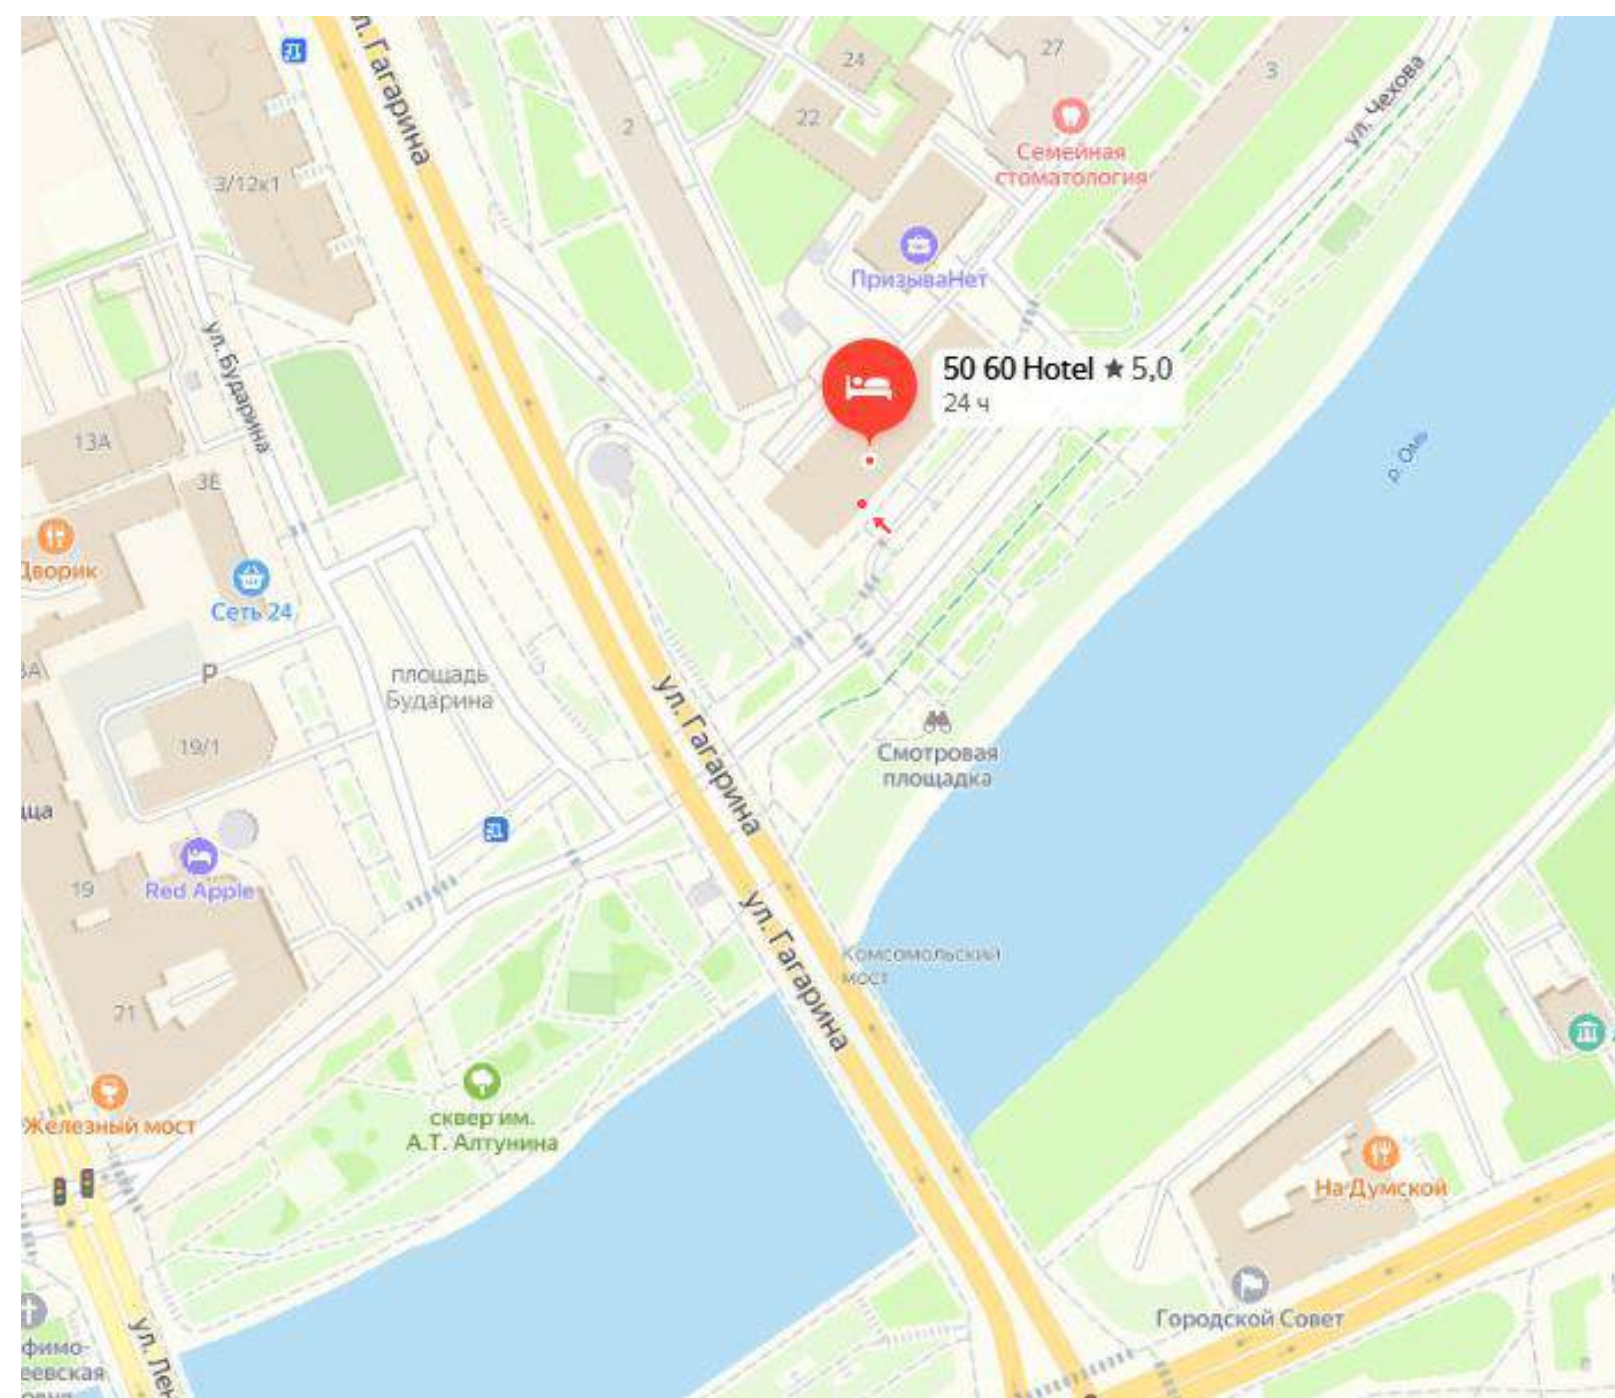 ул. Гагарина
24
27
22
3
ул. Чехова
2
Семейная
стоматология
3/12к1
ПризываНет
ул. Бударина
50 60 Hotel ★ 5,0
24 ч
13А
3Е
р. Омь
Дворик
Сеть 24
P
площадь
Бударина
ул. Гагарина
19/1
Смотровая
площадка
19
Red Apple
ул. Гагарина
Комсомольский
мост
21
сквер им.
А.Т. Алтунина
Железный мост
На Думской
Городской Совет
ул. Лен